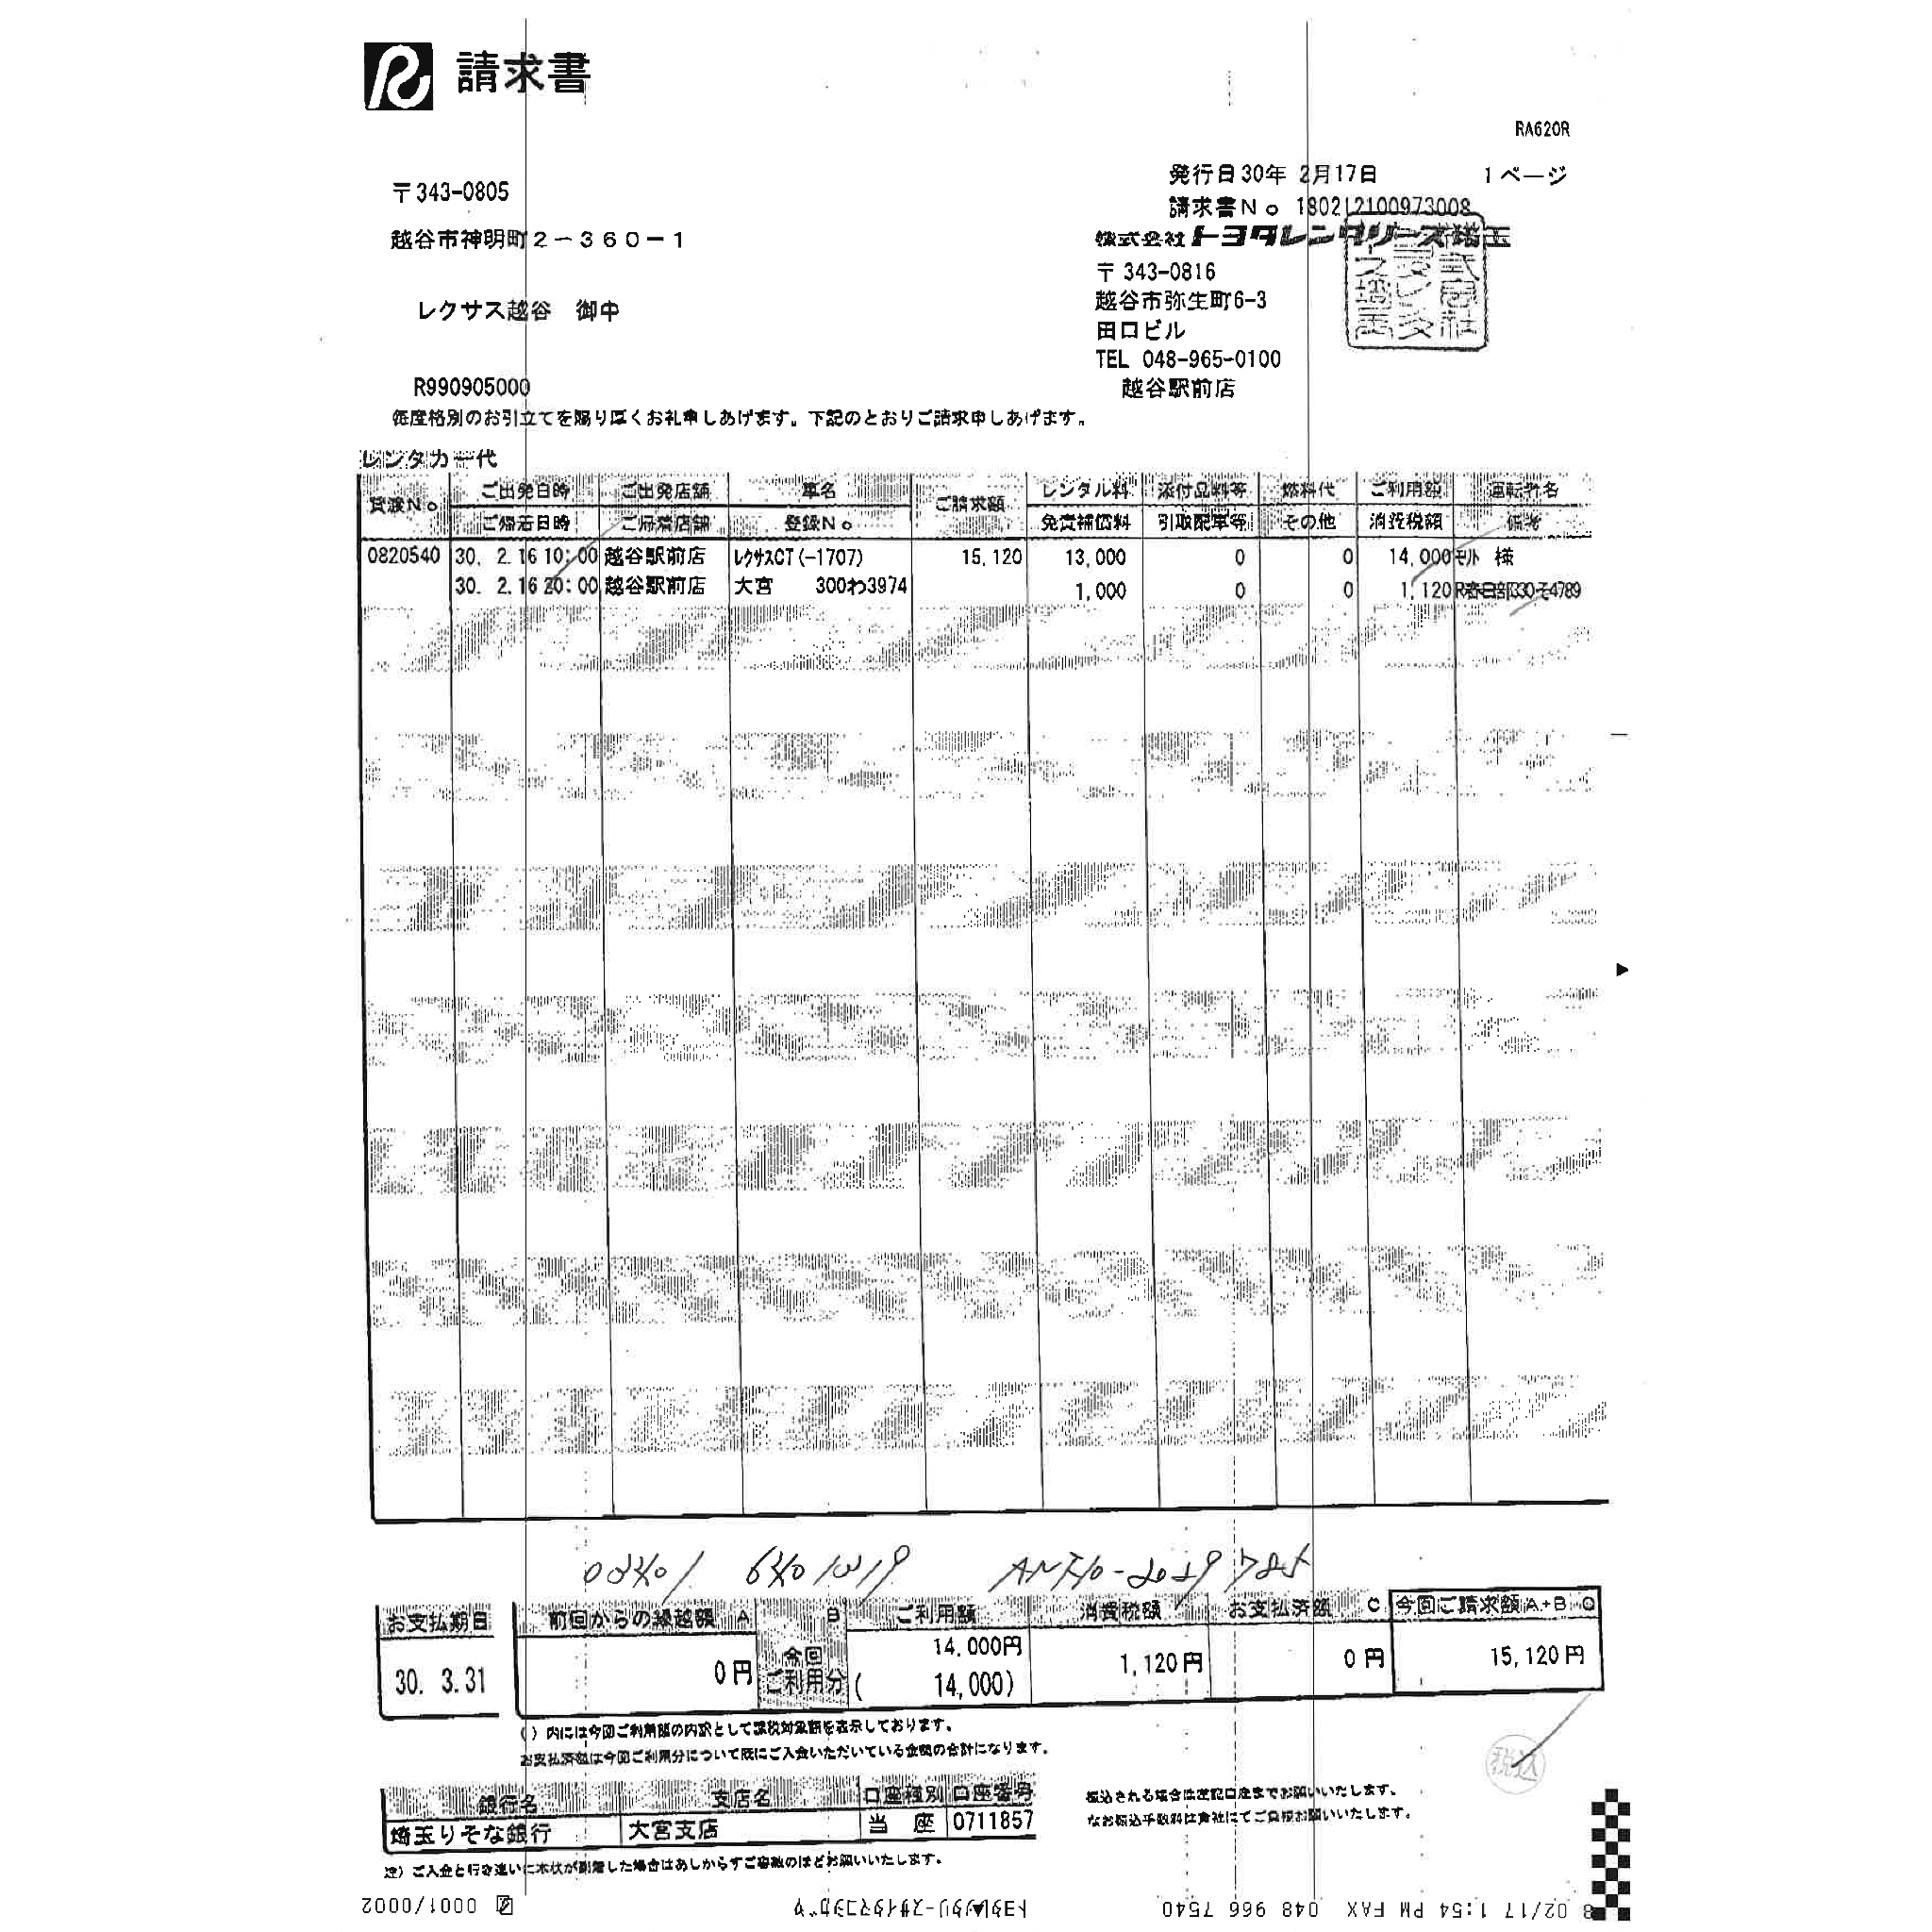 請求書
RA620R
発行日30年 2月17日 1ページ
請求書No 180212100973008
〒343-0805
越谷市神明町2-360-1
レクサス越谷 御中
R990905000
株式会社トヨタレンタリース埼玉
〒343-0816
越谷市弥生町6-3
田口ビル
TEL 048-965-0100
越谷駅前店
毎度格別のお引立てを賜り厚くお礼申しあげます。下記のとおりご請求申しあげます。
レンタカー代
貸渡No ご出発日時 ご出発店舗 車名 ご請求額 レンタル料 添付品料等 燃料代 ご利用額 運転者名
ご帰着日時 ご帰着店舗 登録No 免責補償料 引取配車等 その他 消費税額 備考
0820540 30. 2.16 10:00 越谷駅前店 レクサスCT(-1707) 15,120 13,000 0 0 14,000 様
30. 2.16 20:00 越谷駅前店 大宮 300わ3974 1,000 0 0 1,120 R春日部330そ4789
お支払期日 前回からの繰越額 A B ご利用額 消費税額 お支払済額 C 今回ご請求額A+B-C
30. 3.31 0円 今回ご利用分 14,000円 1,120円 0円 15,120円
(14,000)
( )内には今回ご利用額の内訳として課税対象額を表示しております。
お支払済額は今回ご利用分について既にご入金いただいている金額の合計になります。
税込
銀行名 支店名 口座種別 口座番号
埼玉りそな銀行 大宮支店 当座 0711857
振込される場合は左記口座までお願いいたします。
なお振込手数料は貴社にてご負担お願いいたします。
注)ご入金と行き違いに本状が到着した場合はあしからずご容赦のほどお願いいたします。
02/17 1:54 PM FAX 048 966 7540
0001/0002